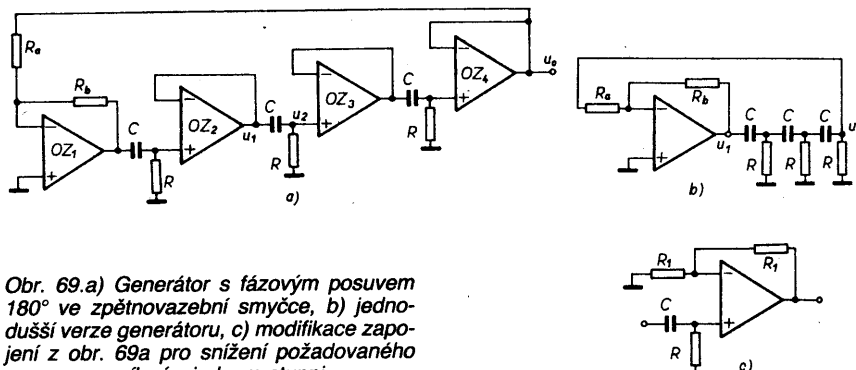 Ra
Rb
OZ1
C
R
OZ2
u1
C
u2
R
OZ3
C
R
OZ4
uo
a)
Ra
Rb
u1
C
C
C
R
R
R
u
b)
R1
R1
C
R
c)
Obr. 69.a) Generátor s fázovým posuvem
180° ve zpětnovazební smyčce, b) jedno-
dušší verze generátoru, c) modifikace zapo-
jení z obr. 69a pro snížení požadovaného